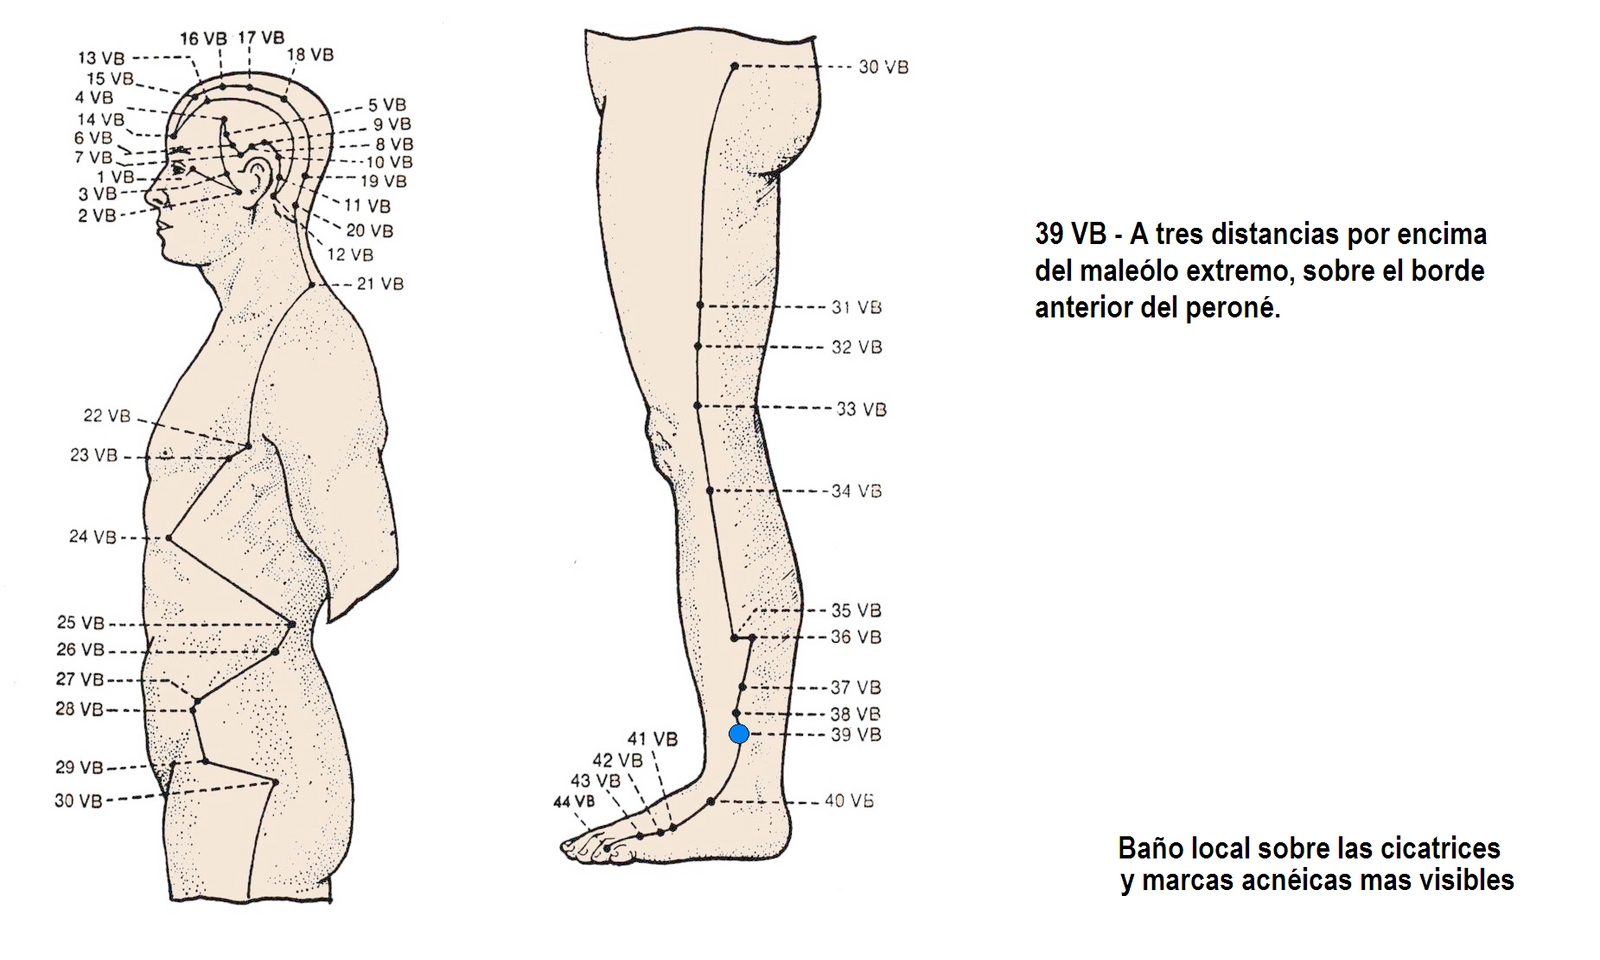 16 VB
17 VB
13 VB
18 VB
15 VB
4 VB
14 VB
6 VB
7 VB
1 VB
3 VB
2 VB
5 VB
9 VB
8 VB
10 VB
19 VB
11 VB
20 VB
12 VB
21 VB
22 VB
23 VB
24 VB
25 VB
26 VB
27 VB
28 VB
29 VB
30 VB
30 VB
31 VB
32 VB
33 VB
34 VB
35 VB
36 VB
37 VB
38 VB
39 VB
40 VB
41 VB
42 VB
43 VB
44 VB
39 VB - A tres distancias por encima
del maleólo extremo, sobre el borde
anterior del peroné.
Baño local sobre las cicatrices
y marcas acnéicas mas visibles